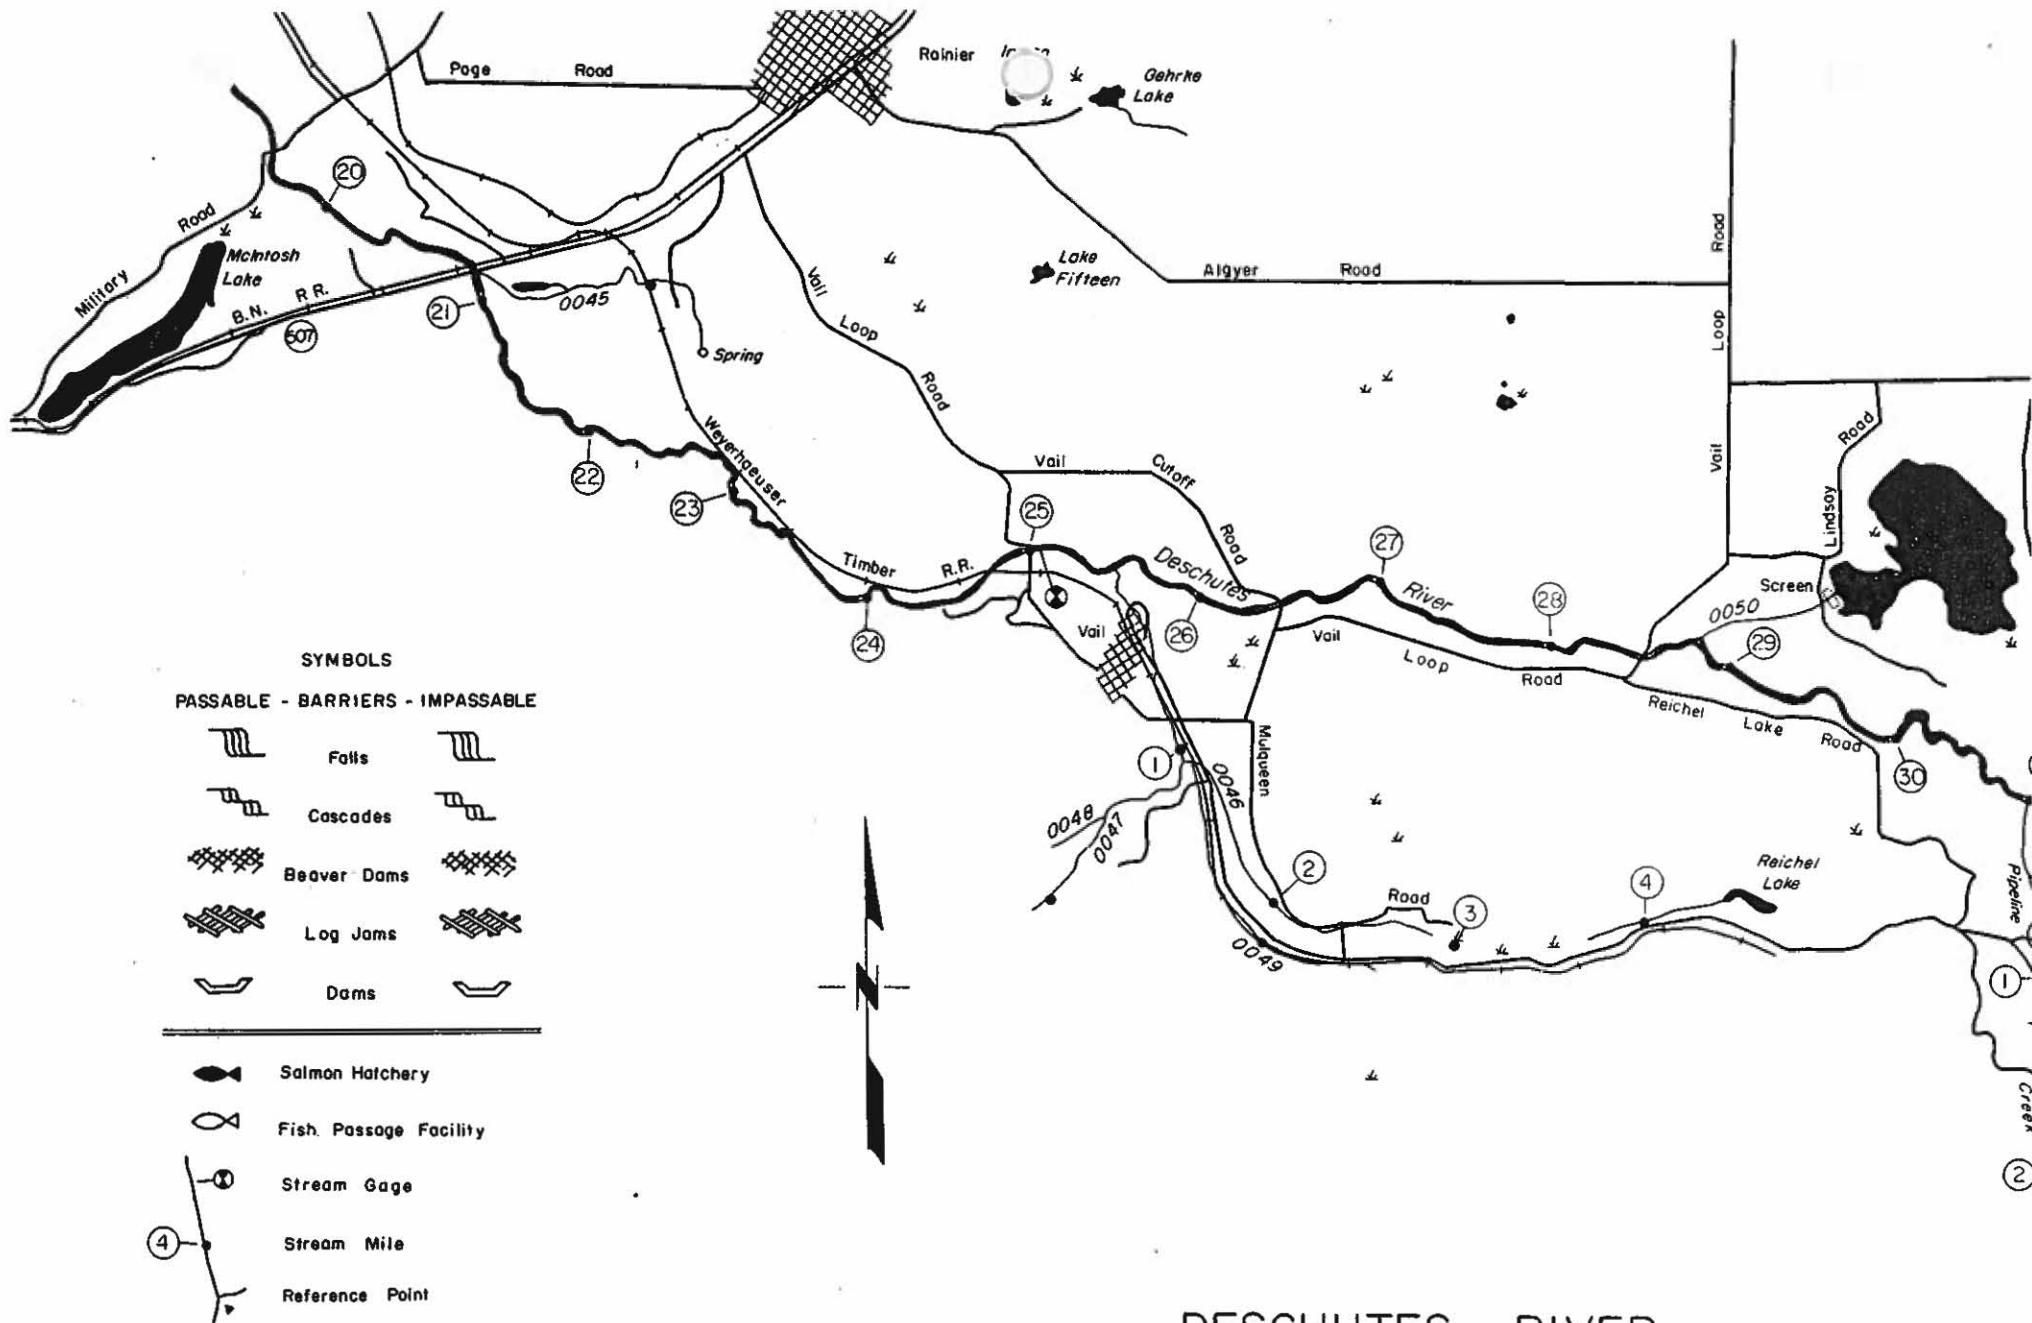 Page Road
Rainier
Gehrke
Lake
20
Military Road
McIntosh
Lake
B.N. R.R.
507
21
0045
Spring
Vail Loop Road
Lake
Fifteen
Algyer Road
Vail Loop Road
Lindsay Road
22
23
Weyerhaeuser Timber R.R.
24
25
Vail Cutoff Road
Deschutes River
26
27
28
29
30
Screen
0050
Vail
Vail Loop Road
Reichel Lake Road
Mulqueen Road
1
0046
0048
0047
0049
2
3
4
Reichel
Lake
Pipeline Creek
1
2
SYMBOLS
PASSABLE - BARRIERS - IMPASSABLE
Falls
Cascades
Beaver Dams
Log Jams
Dams
Salmon Hatchery
Fish. Passage Facility
Stream Gage
4 Stream Mile
Reference Point
N
DESCHUTES RIVER